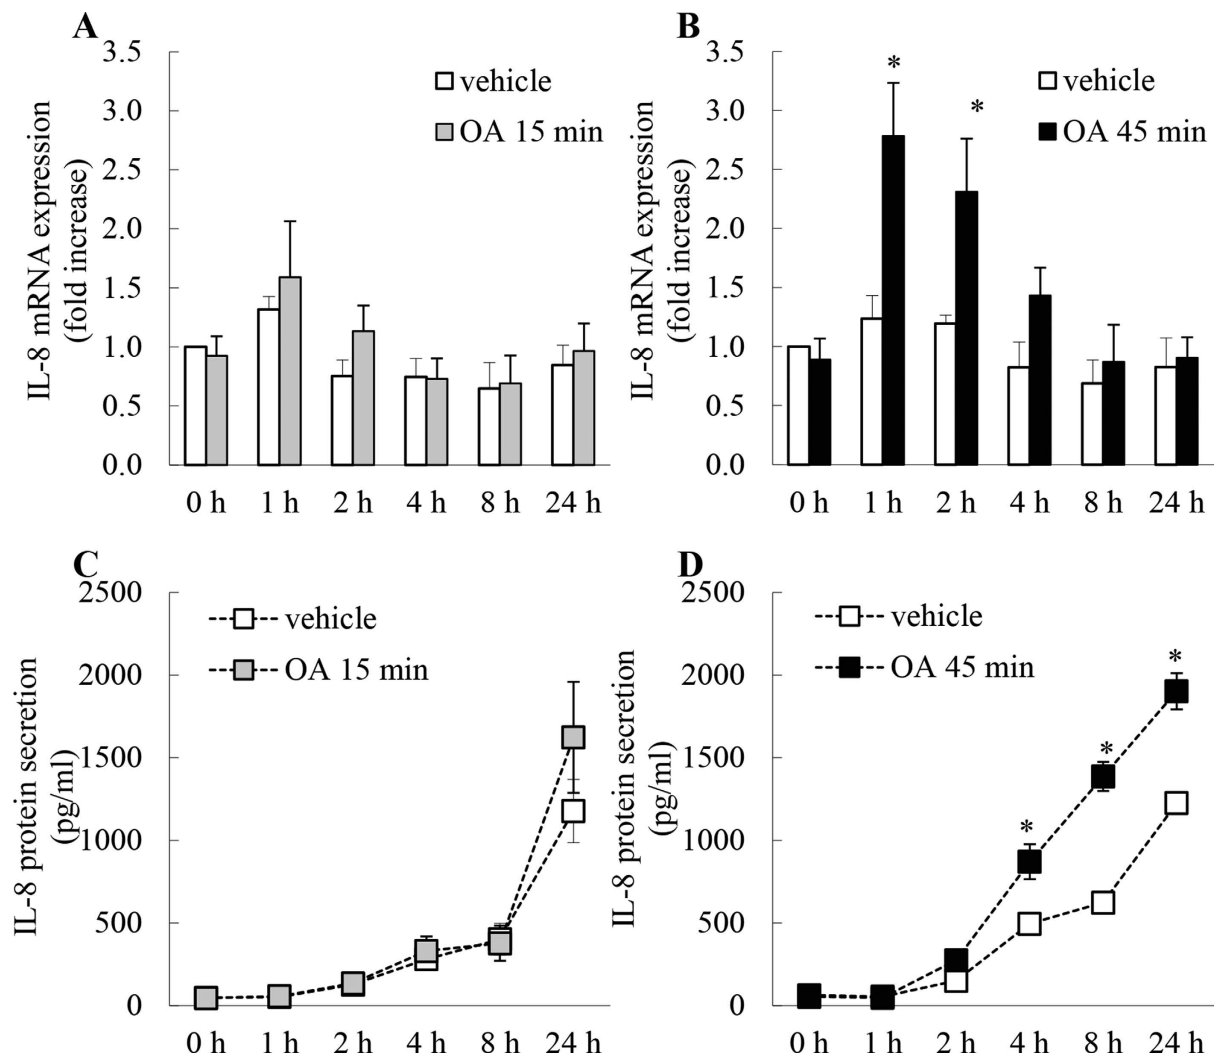 A
IL-8 mRNA expression
(fold increase)
3.5
3.0
2.5
2.0
1.5
1.0
0.5
0.0
vehicle
OA 15 min
0 h 1 h 2 h 4 h 8 h 24 h
B
IL-8 mRNA expression
(fold increase)
3.5
3.0
2.5
2.0
1.5
1.0
0.5
0.0
vehicle
OA 45 min
*
*
0 h 1 h 2 h 4 h 8 h 24 h
C
IL-8 protein secretion
(pg/ml)
2500
2000
1500
1000
500
0
vehicle
OA 15 min
0 h 1 h 2 h 4 h 8 h 24 h
D
IL-8 protein secretion
(pg/ml)
2500
2000
1500
1000
500
0
vehicle
OA 45 min
*
*
*
0 h 1 h 2 h 4 h 8 h 24 h